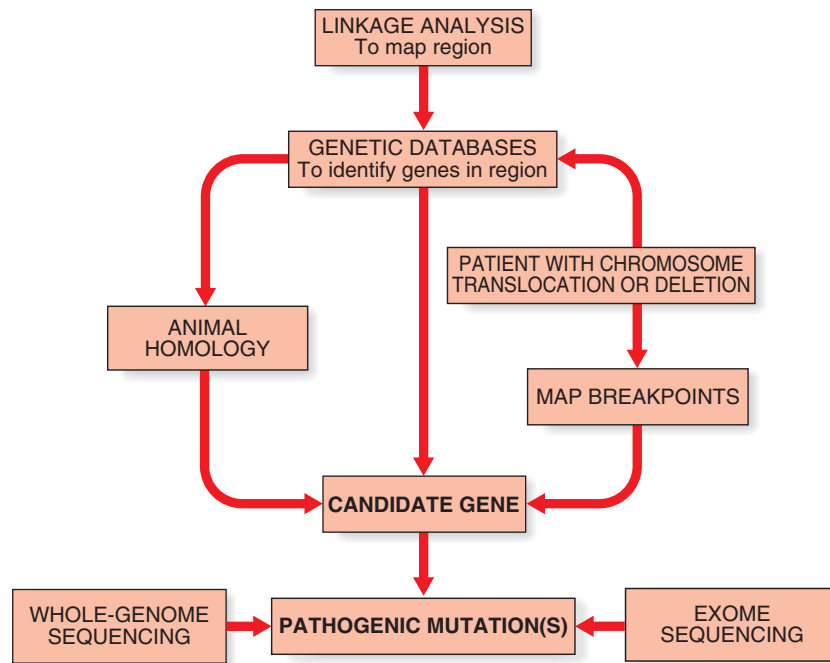 LINKAGE ANALYSIS
To map region
GENETIC DATABASES
To identify genes in region
PATIENT WITH CHROMOSOME
TRANSLOCATION OR DELETION
ANIMAL
HOMOLOGY
MAP BREAKPOINTS
CANDIDATE GENE
WHOLE-GENOME
SEQUENCING
PATHOGENIC MUTATION(S)
EXOME
SEQUENCING